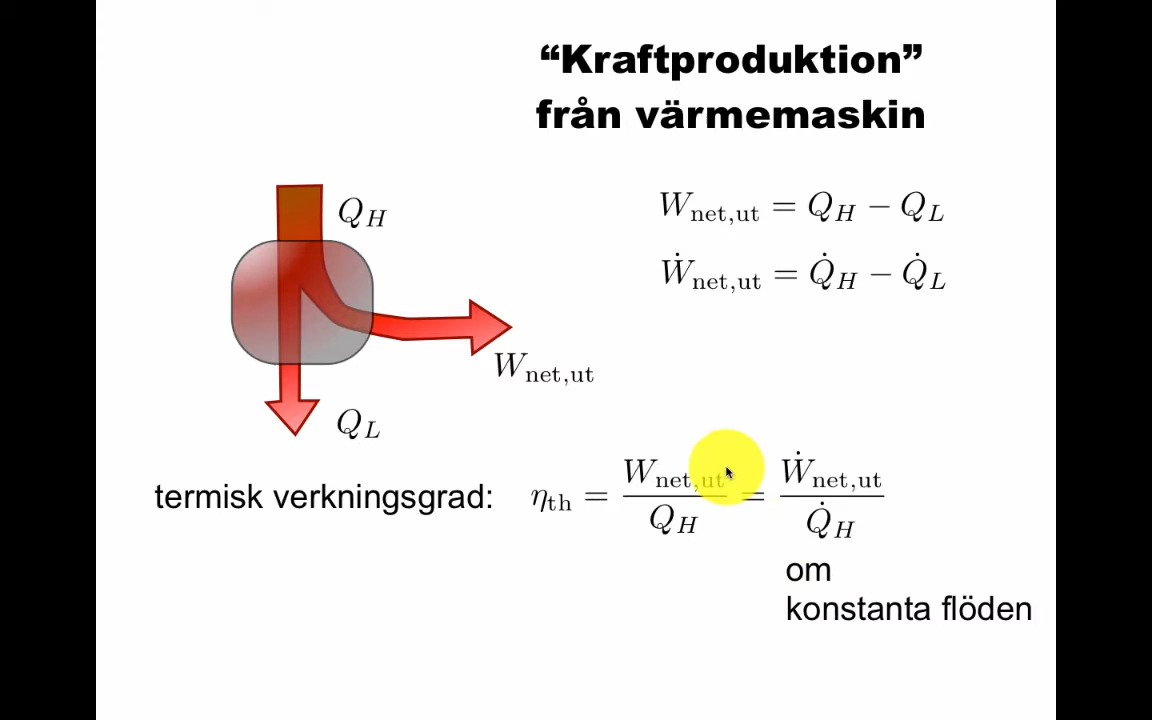 “Kraftproduktion”
från värmemaskin
Q_H
W_net,ut = Q_H − Q_L
Ẇ_net,ut = Q̇_H − Q̇_L
W_net,ut
Q_L
termisk verkningsgrad: η_th = W_net,ut / Q_H = Ẇ_net,ut / Q̇_H
om
konstanta flöden